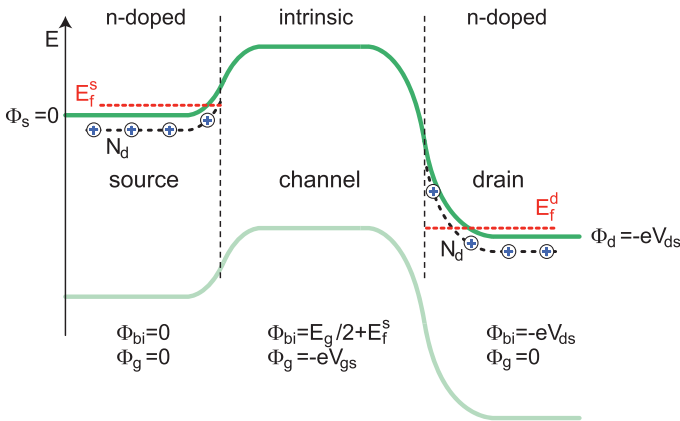 n-doped intrinsic n-doped
E
E_f^s
Φ_s=0
N_d
source channel drain
E_f^d
N_d
Φ_d=-eV_ds
Φ_bi=0 Φ_bi=E_g/2+E_f^s Φ_bi=-eV_ds
Φ_g=0 Φ_g=-eV_gs Φ_g=0